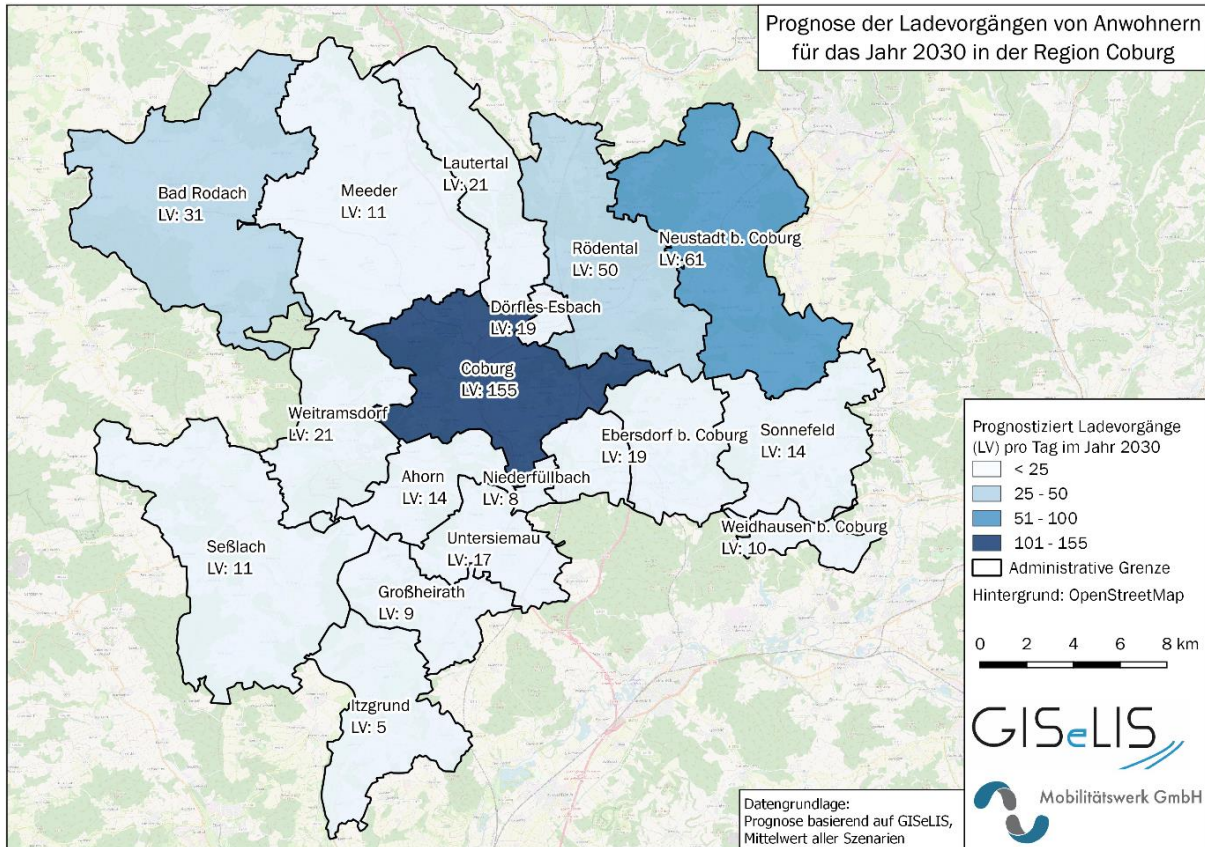 Prognose der Ladevorgängen von Anwohnern
für das Jahr 2030 in der Region Coburg
Lautertal
LV: 21
Bad Rodach
LV: 31
Meeder
LV: 11
Neustadt b. Coburg
LV: 61
Rödental
LV: 50
Dörfles-Esbach
LV: 19
Coburg
LV: 155
Weitramsdorf
LV: 21
Ebersdorf b. Coburg
LV: 19
Sonnefeld
LV: 14
Ahorn
LV: 14
Niederfüllbach
LV: 8
Weidhausen b. Coburg
LV: 10
Untersiemau
LV: 17
Seßlach
LV: 11
Großheirath
LV: 9
Itzgrund
LV: 5
Prognostiziert Ladevorgänge
(LV) pro Tag im Jahr 2030
< 25
25 - 50
51 - 100
101 - 155
Administrative Grenze
Hintergrund: OpenStreetMap
0 2 4 6 8 km
GISeLIS
Mobilitätswerk GmbH
Datengrundlage:
Prognose basierend auf GISeLIS,
Mittelwert aller Szenarien